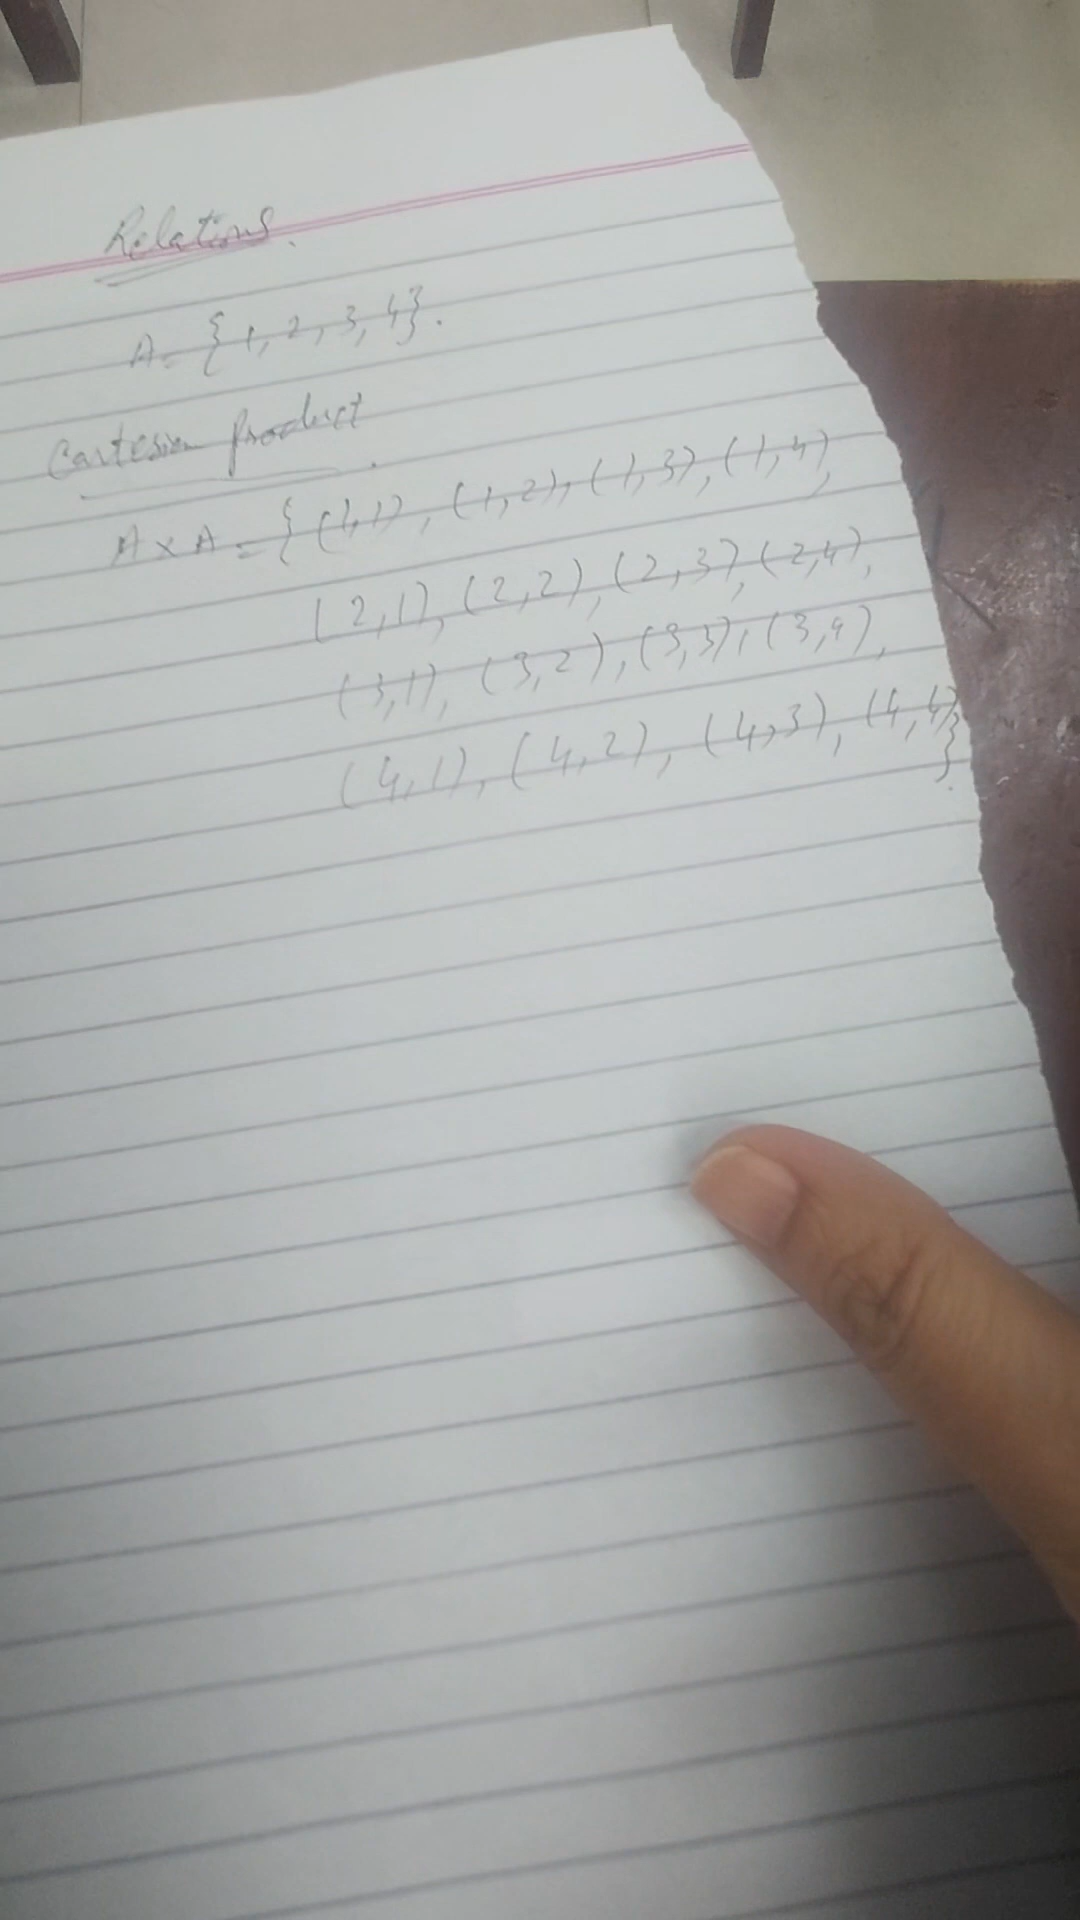 Relations.
A = {1, 2, 3, 4}.
Cartesian Product
A × A = {(1,1), (1,2), (1,3), (1,4),
(2,1), (2,2), (2,3), (2,4),
(3,1), (3,2), (3,3), (3,4),
(4,1), (4,2), (4,3), (4,4)}.